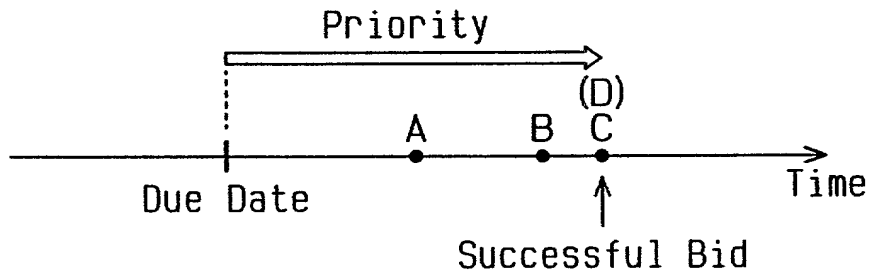 Priority
(D)
A B C
Time
Due Date
Successful Bid